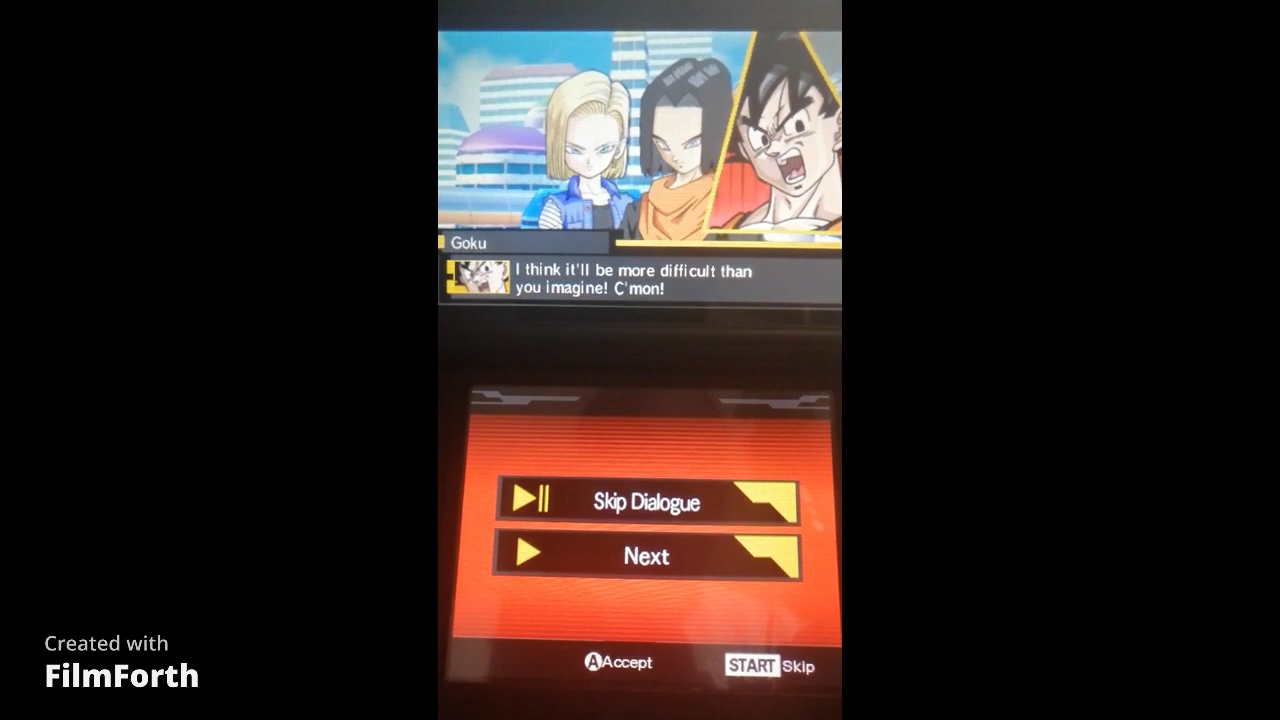 Goku
I think it'll be more difficult than
you imagine! C'mon!
Skip Dialogue
Next
A Accept
START Skip
Created with
FilmForth